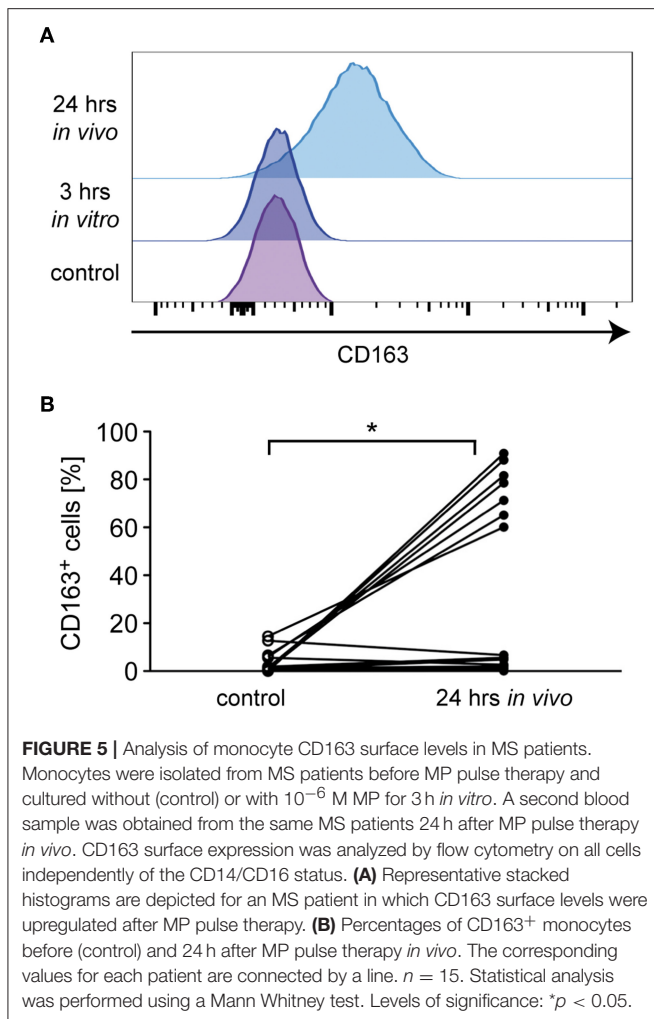 A
24 hrs
in vivo
3 hrs
in vitro
control
CD163
B
*
100
80
60
40
20
0
CD163+ cells [%]
control
24 hrs in vivo
FIGURE 5 | Analysis of monocyte CD163 surface levels in MS patients.
Monocytes were isolated from MS patients before MP pulse therapy and
cultured without (control) or with 10⁻⁶ M MP for 3 h in vitro. A second blood
sample was obtained from the same MS patients 24 h after MP pulse therapy
in vivo. CD163 surface expression was analyzed by flow cytometry on all cells
independently of the CD14/CD16 status. (A) Representative stacked
histograms are depicted for an MS patient in which CD163 surface levels were
upregulated after MP pulse therapy. (B) Percentages of CD163⁺ monocytes
before (control) and 24 h after MP pulse therapy in vivo. The corresponding
values for each patient are connected by a line. n = 15. Statistical analysis
was performed using a Mann Whitney test. Levels of significance: *p < 0.05.